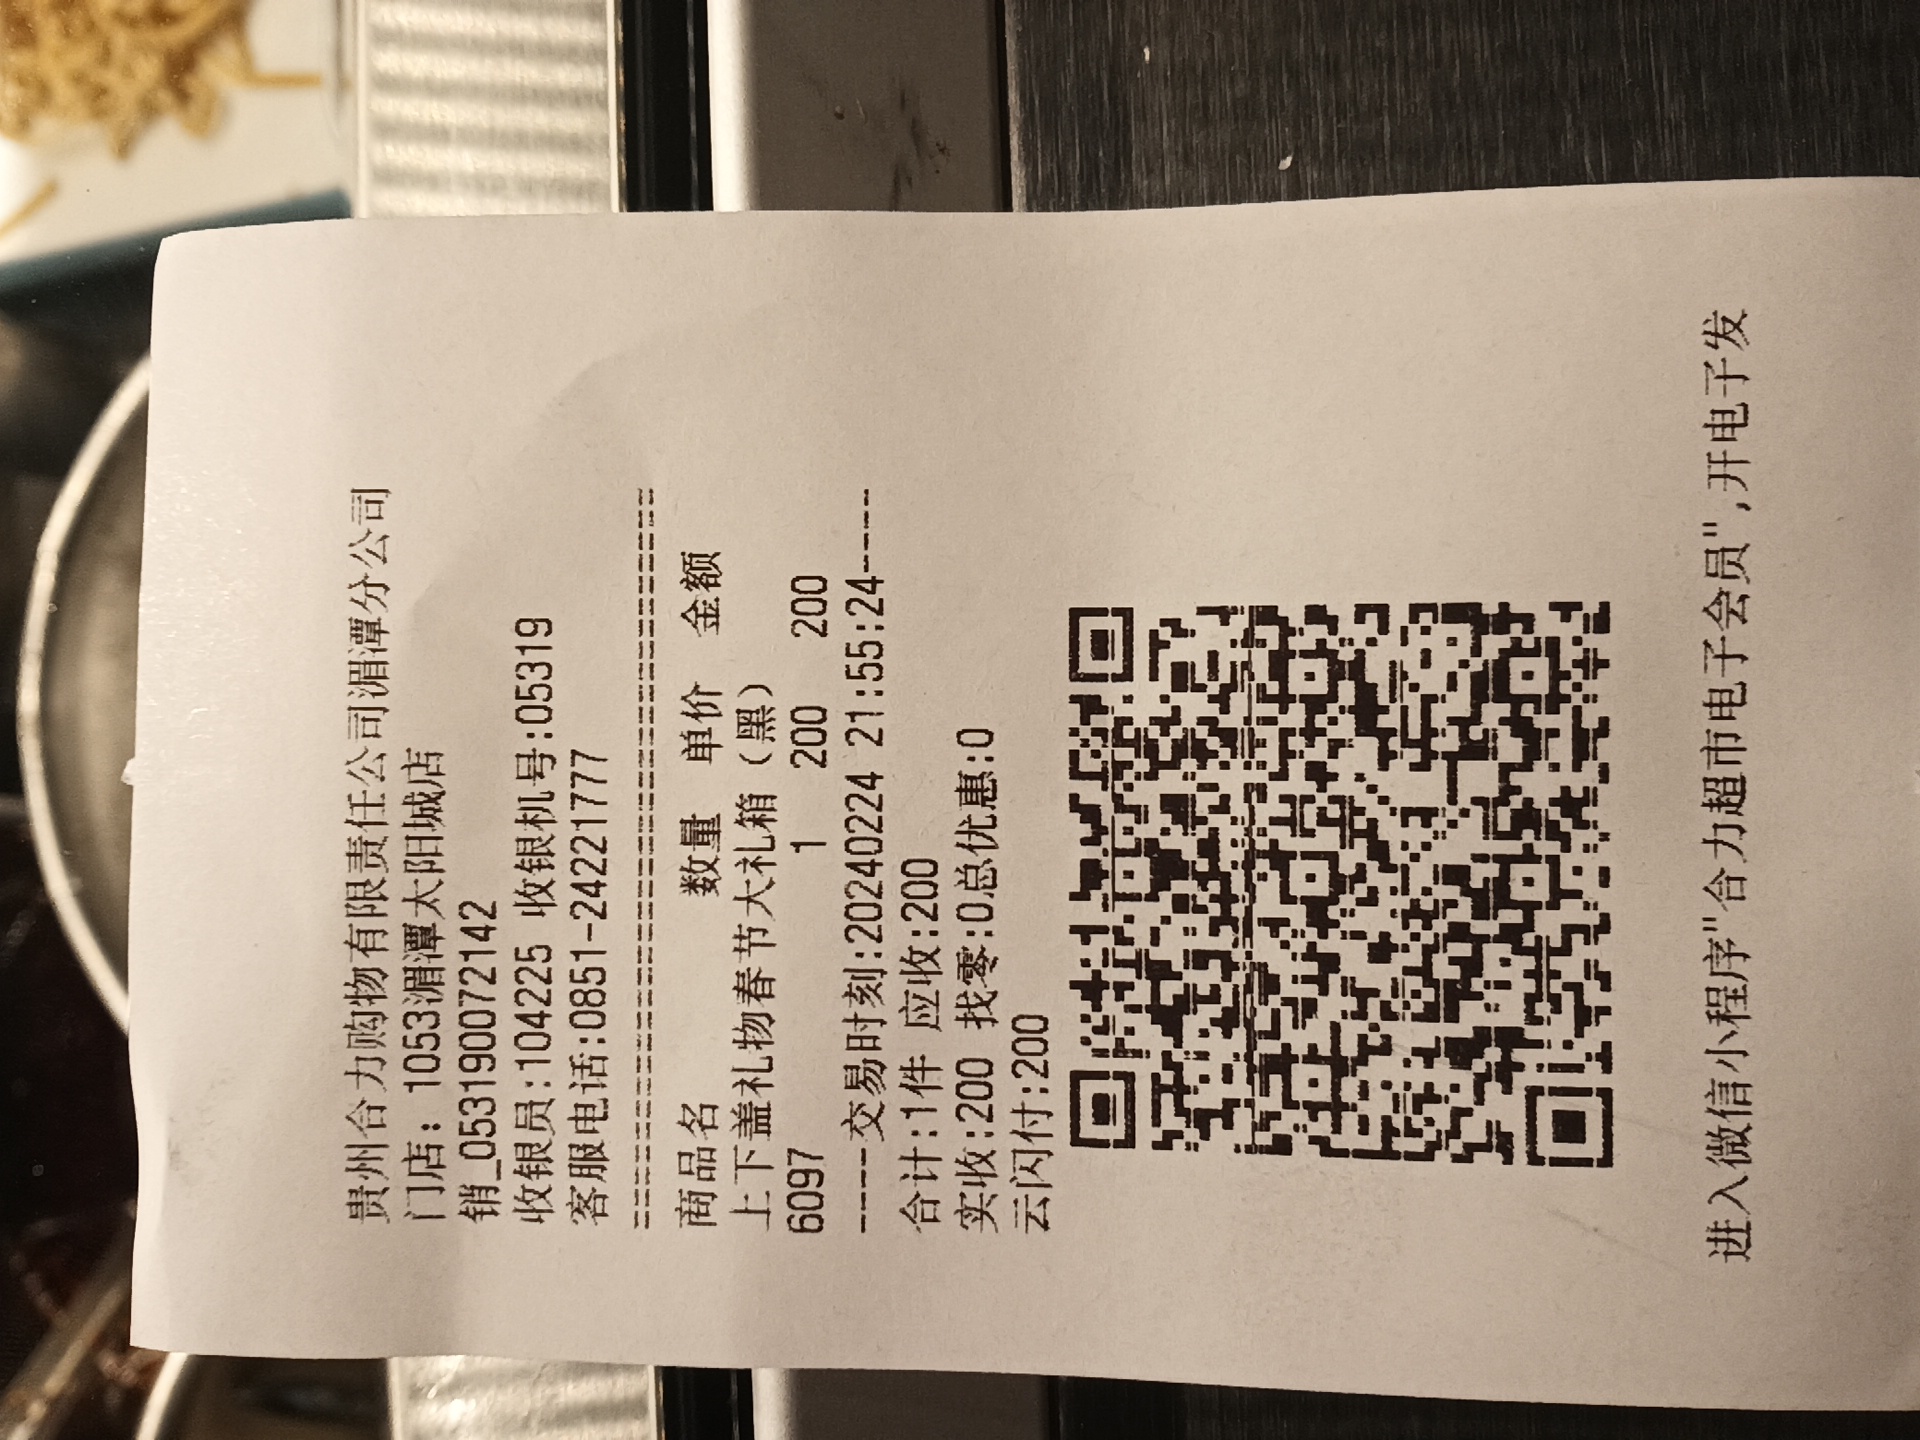 贵州合力购物有限责任公司湄潭分公司
门店：1053湄潭太阳城店
销_053190072142
收银员:104225 收银机号:05319
客服电话:0851-24221777
================================
商品名 数量 单价 金额
上下盖礼物春节大礼箱（黑）
6097 1 200 200
-----交易时刻:20240224 21:55:24-----
合计:1件 应收:200
实收:200 找零:0总优惠:0
云闪付:200
进入微信小程序"合力超市电子会员",开电子发